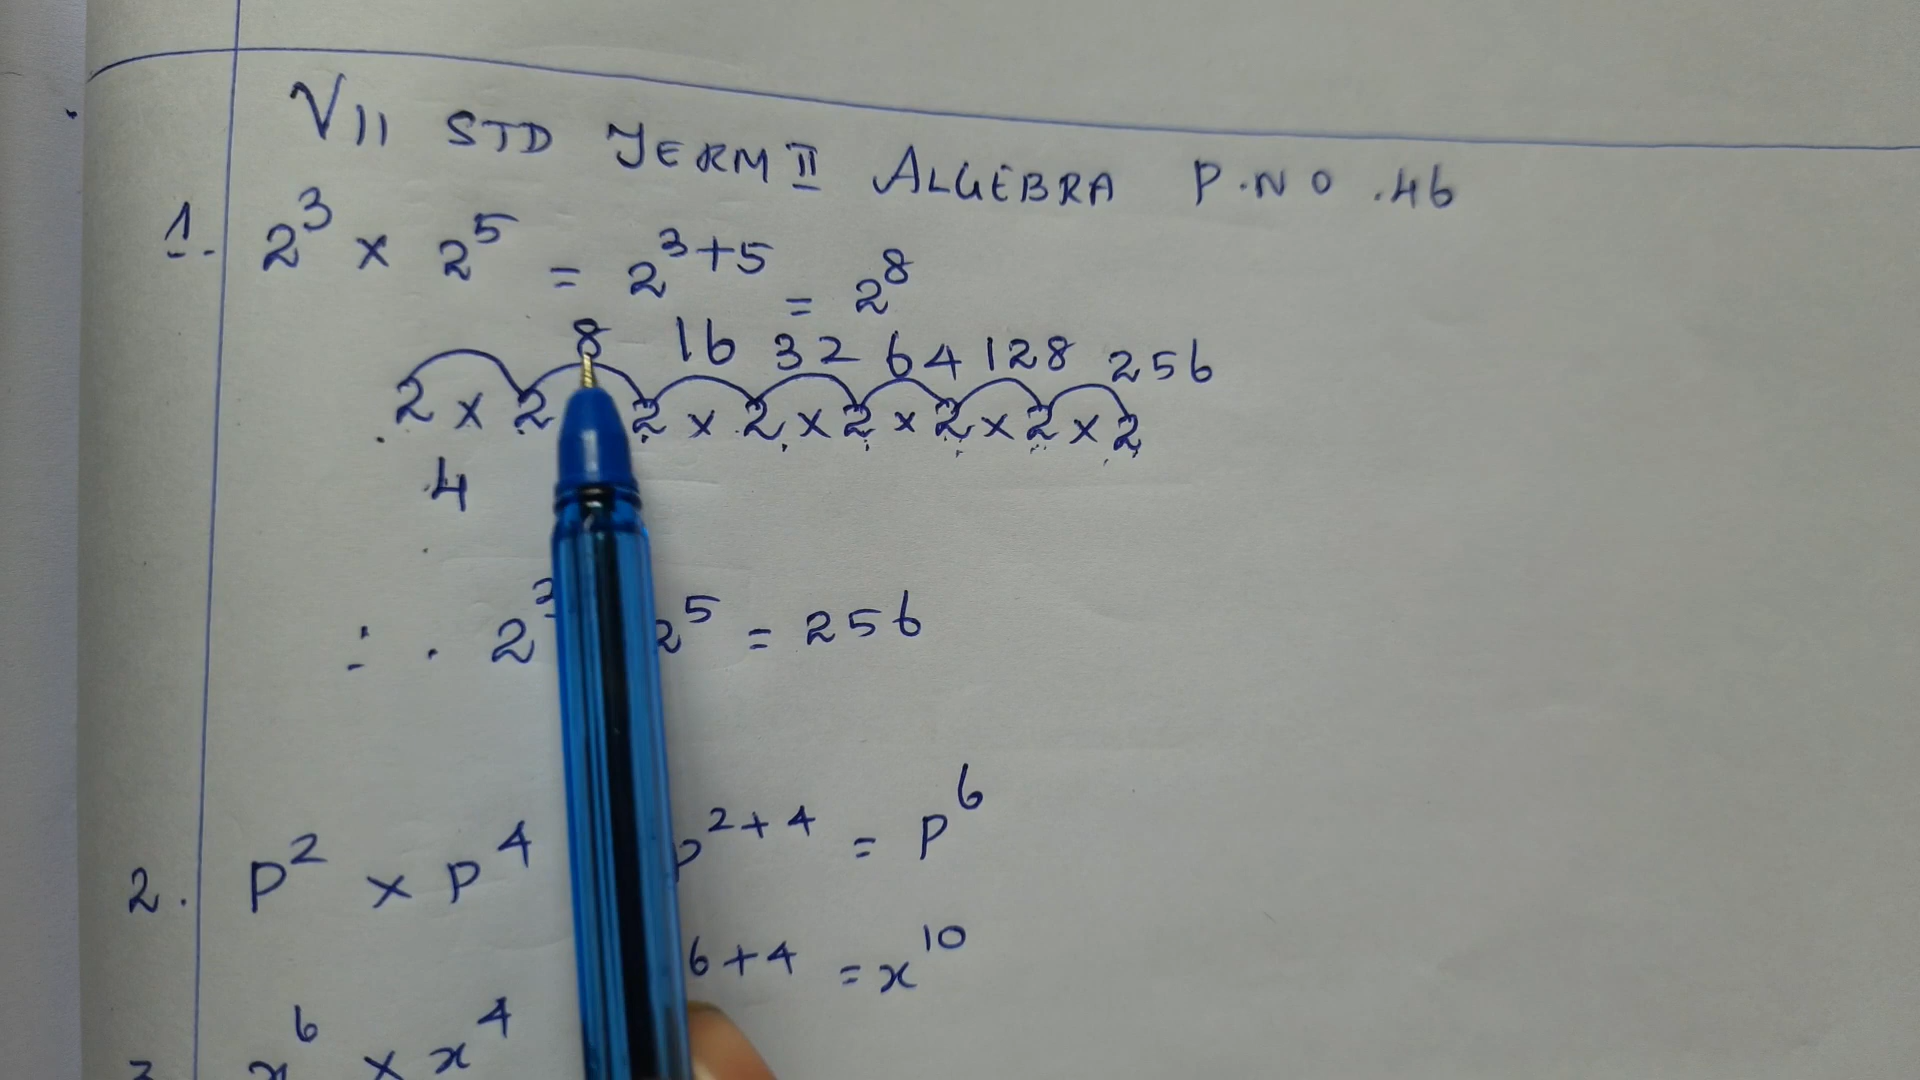 VII STD TERM II ALGEBRA P.NO.46
1. 2³ × 2⁵ = 2³⁺⁵ = 2⁸
8 16 32 64 128 256
2 × 2 2 × 2 × 2 × 2 × 2 × 2
4
∴ 2 2⁵ = 256
2. P² × P⁴ P²⁺⁴ = P⁶
⁶⁺⁴ = x¹⁰
3. x⁶ × x⁴